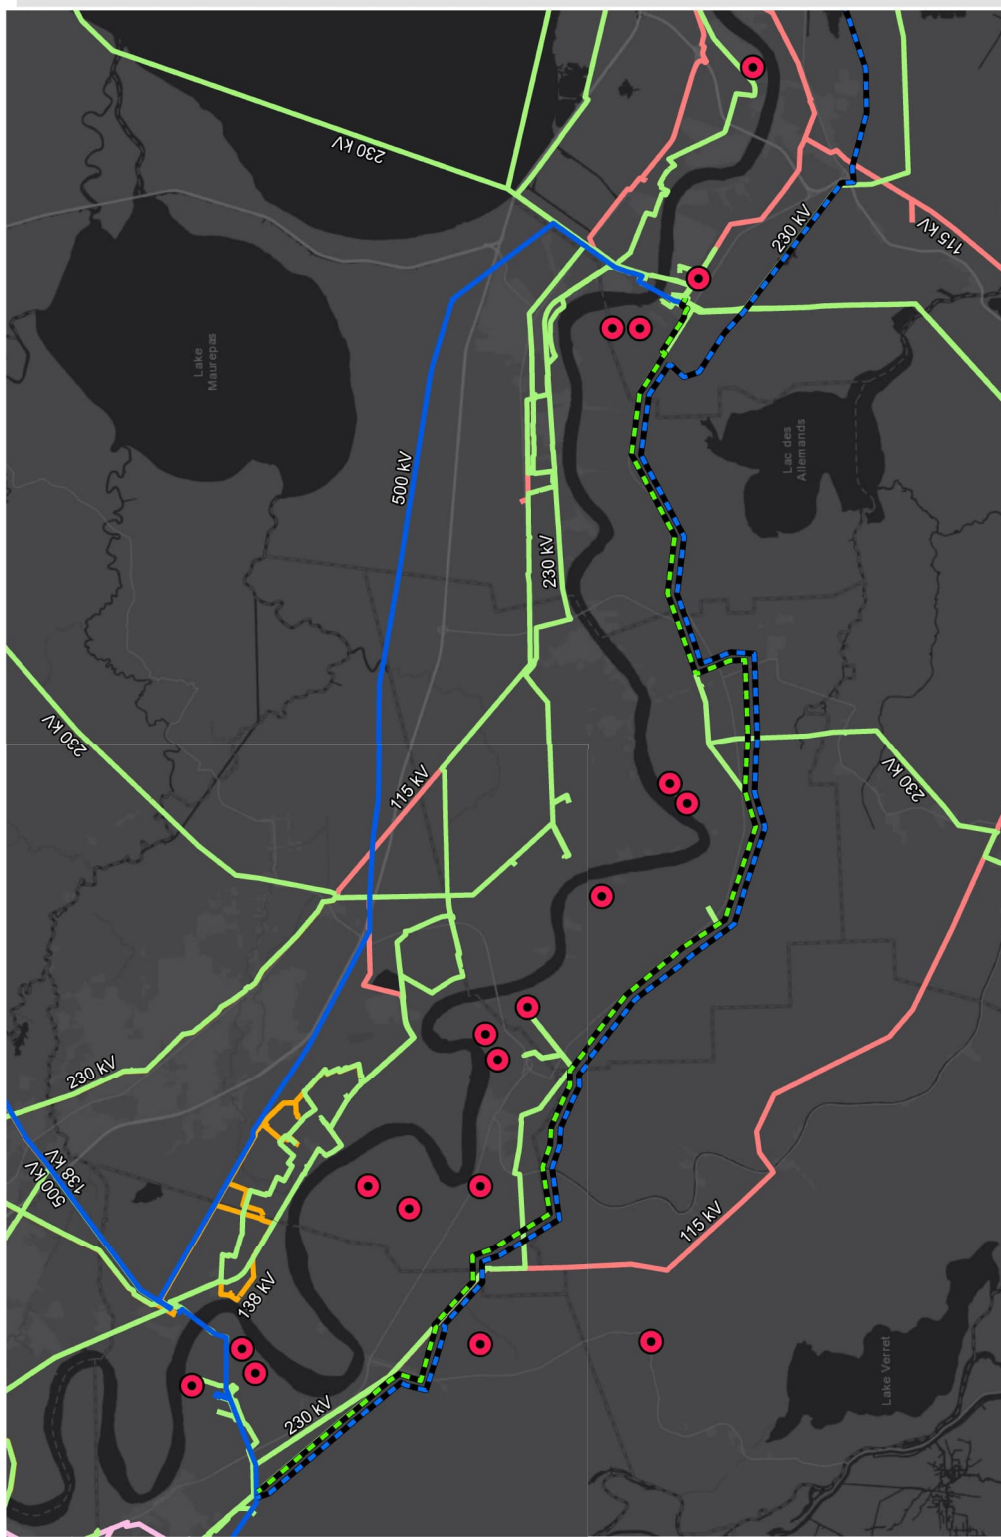 230 kV
230 kV
115 kV
Lake
Maurepas
500 kV
Lac des
Allemands
230 kV
230 kV
115 kV
230 kV
230 kV
500 kV
138 kV
115 kV
138 kV
230 kV
Lake Verret